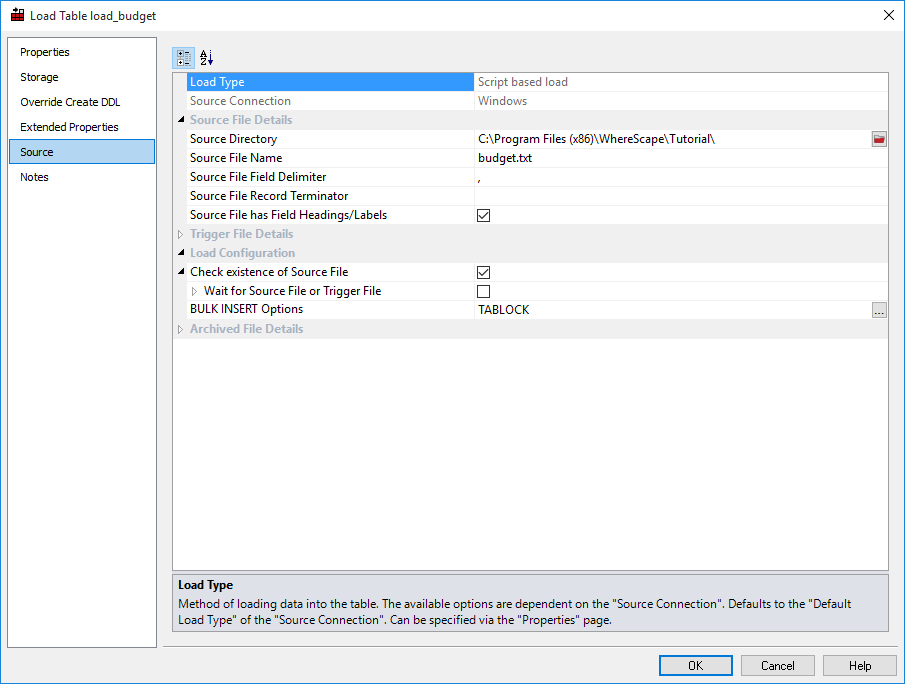 Load Table load_budget
Properties
Storage
Override Create DDL
Extended Properties
Source
Notes
Load Type Script based load
Source Connection Windows
Source File Details
Source Directory C:\Program Files (x86)\WhereScape\Tutorial\
Source File Name budget.txt
Source File Field Delimiter ,
Source File Record Terminator
Source File has Field Headings/Labels
Trigger File Details
Load Configuration
Check existence of Source File
Wait for Source File or Trigger File
BULK INSERT Options TABLOCK ...
Archived File Details
Load Type
Method of loading data into the table. The available options are dependent on the "Source Connection". Defaults to the "Default
Load Type" of the "Source Connection". Can be specified via the "Properties" page.
OK Cancel Help